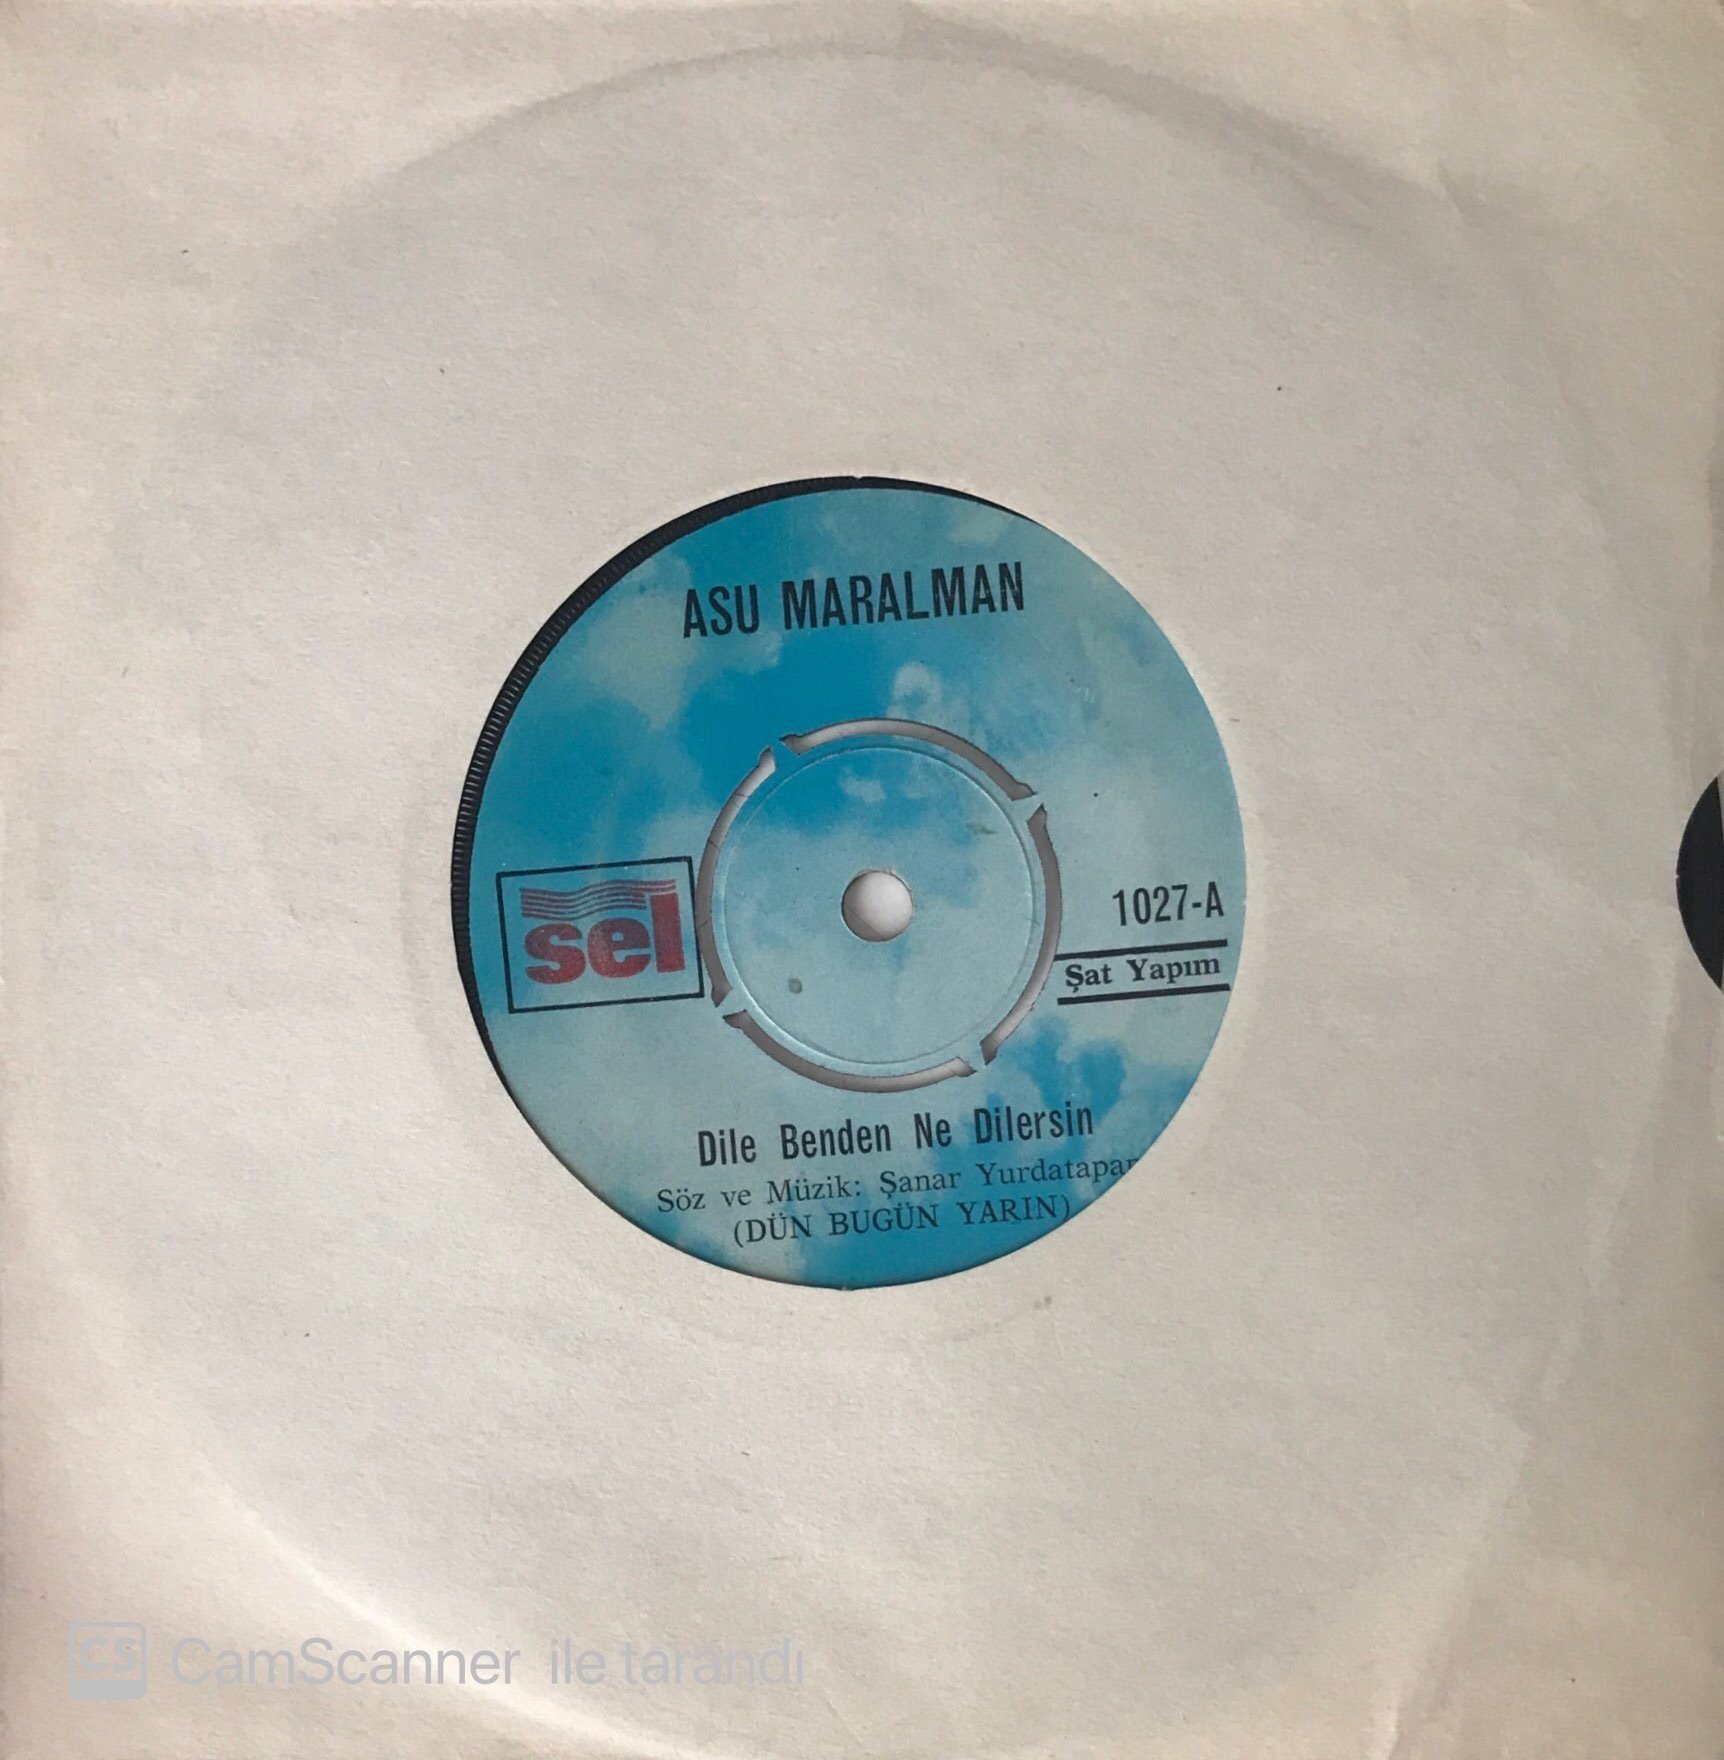 ASU MARALMAN
sel
1027-A
Şat Yapım
Dile Benden Ne Dilersin
Söz ve Müzik: Şanar Yurdatapan
(DÜN BUGÜN YARIN)
CS CamScanner ile tarandı